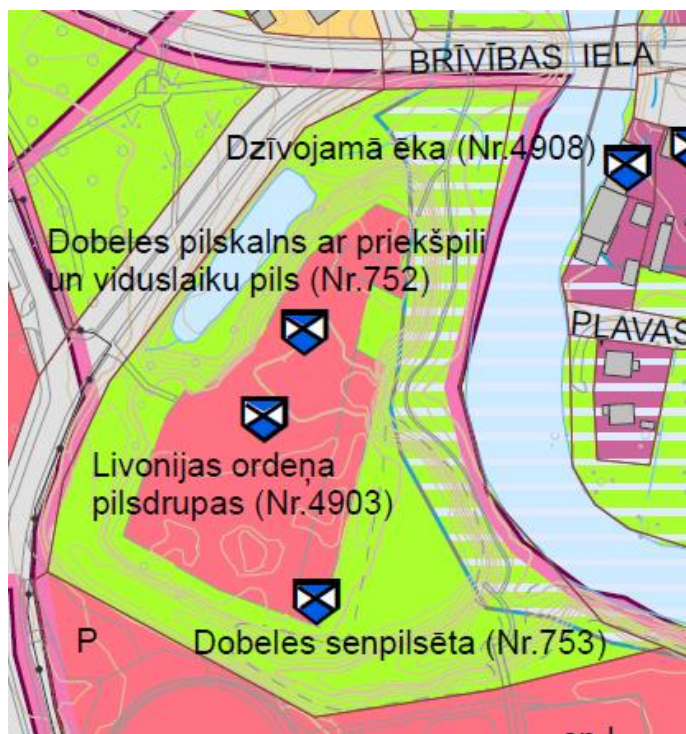 BRĪVĪBAS IELA
Dzīvojamā ēka (Nr.4908)
Dobeles pilskalns ar priekšpili
un viduslaiku pils (Nr.752)
PĻAVAS
Livonijas ordeņa
pilsdrupas (Nr.4903)
Dobeles senpilsēta (Nr.753)
P